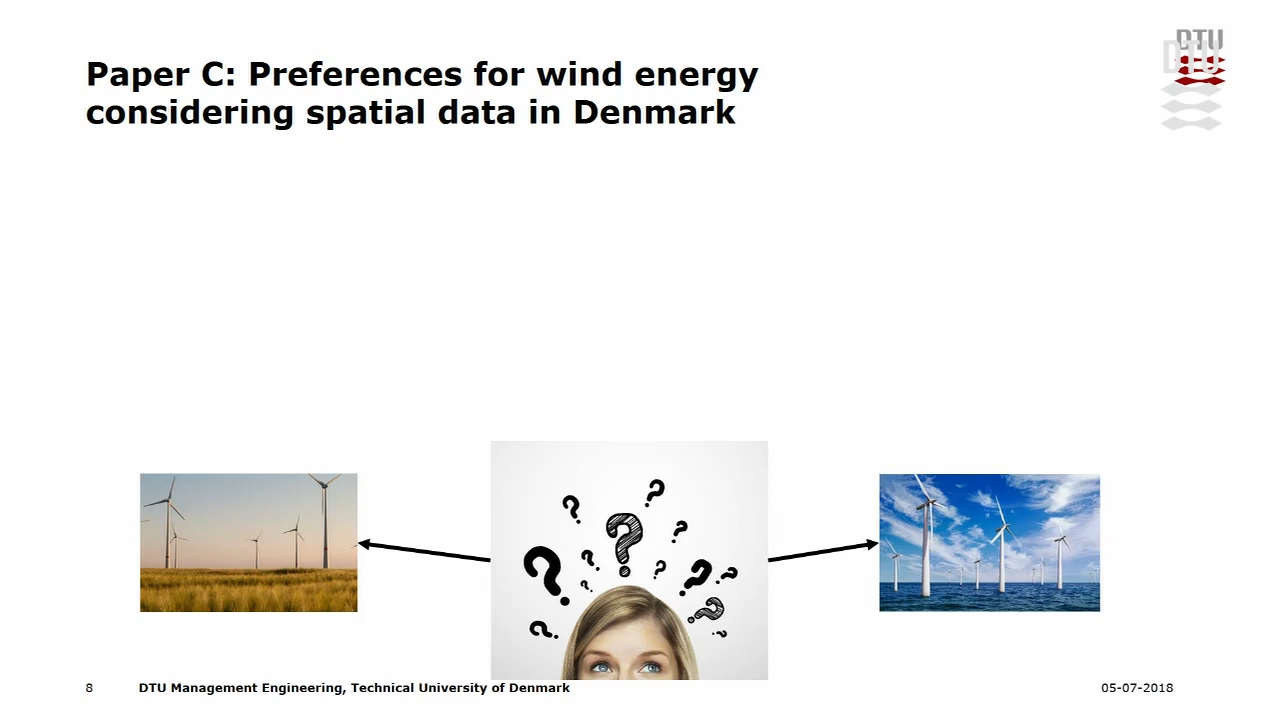 DTU
DTU
Paper C: Preferences for wind energy
considering spatial data in Denmark
8 DTU Management Engineering, Technical University of Denmark 05-07-2018